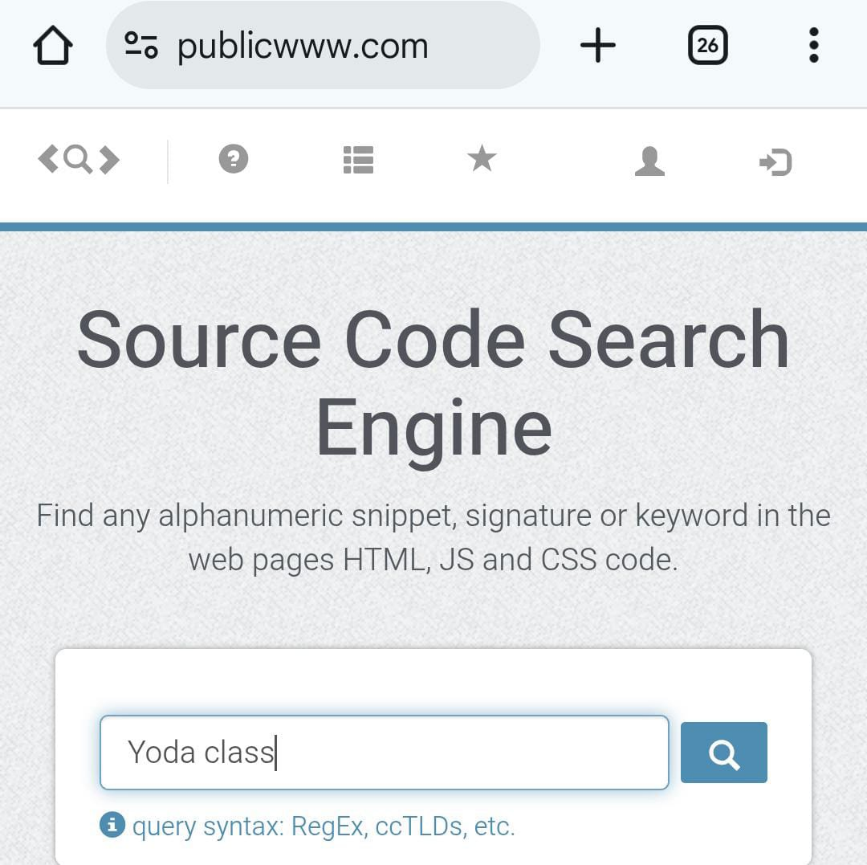 publicwww.com
26
Source Code Search
Engine
Find any alphanumeric snippet, signature or keyword in the
web pages HTML, JS and CSS code.
Yoda class
query syntax: RegEx, ccTLDs, etc.